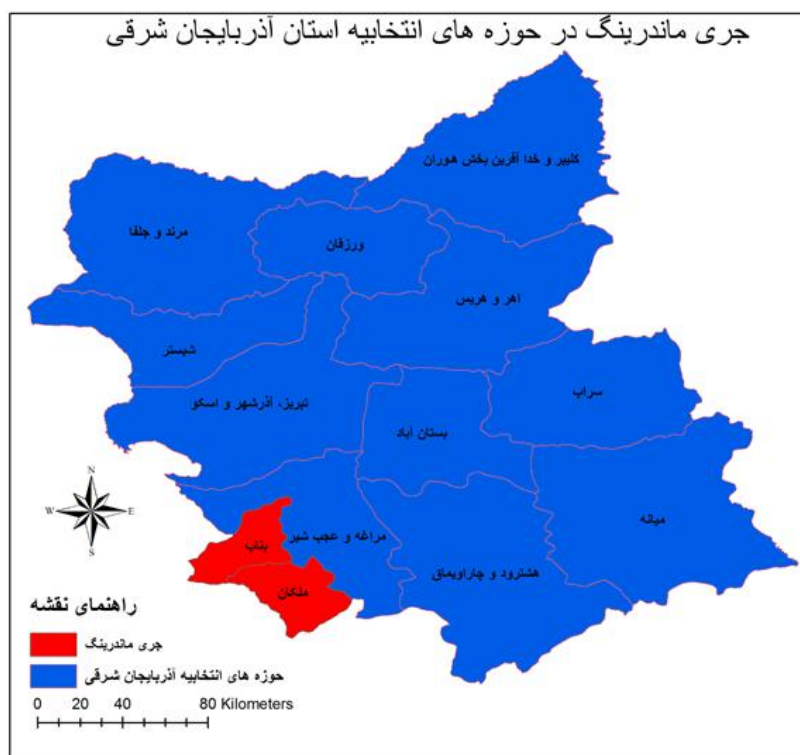 جری ماندرینگ در حوزه های انتخابیه استان آذربایجان شرقی
کلیبر و خدا آفرین بخش هوران
مرند و جلفا
ورزقان
اهر و هریس
شبستر
سراب
تبریز، آذرشهر و اسکو
بستان آباد
میانه
N
W E
S
مراغه و عجب شیر
بناب
هشترود و چاراویماق
ملکان
راهنمای نقشه
جری ماندرینگ
حوزه های انتخابیه آذربایجان شرقی
0 20 40 80 Kilometers